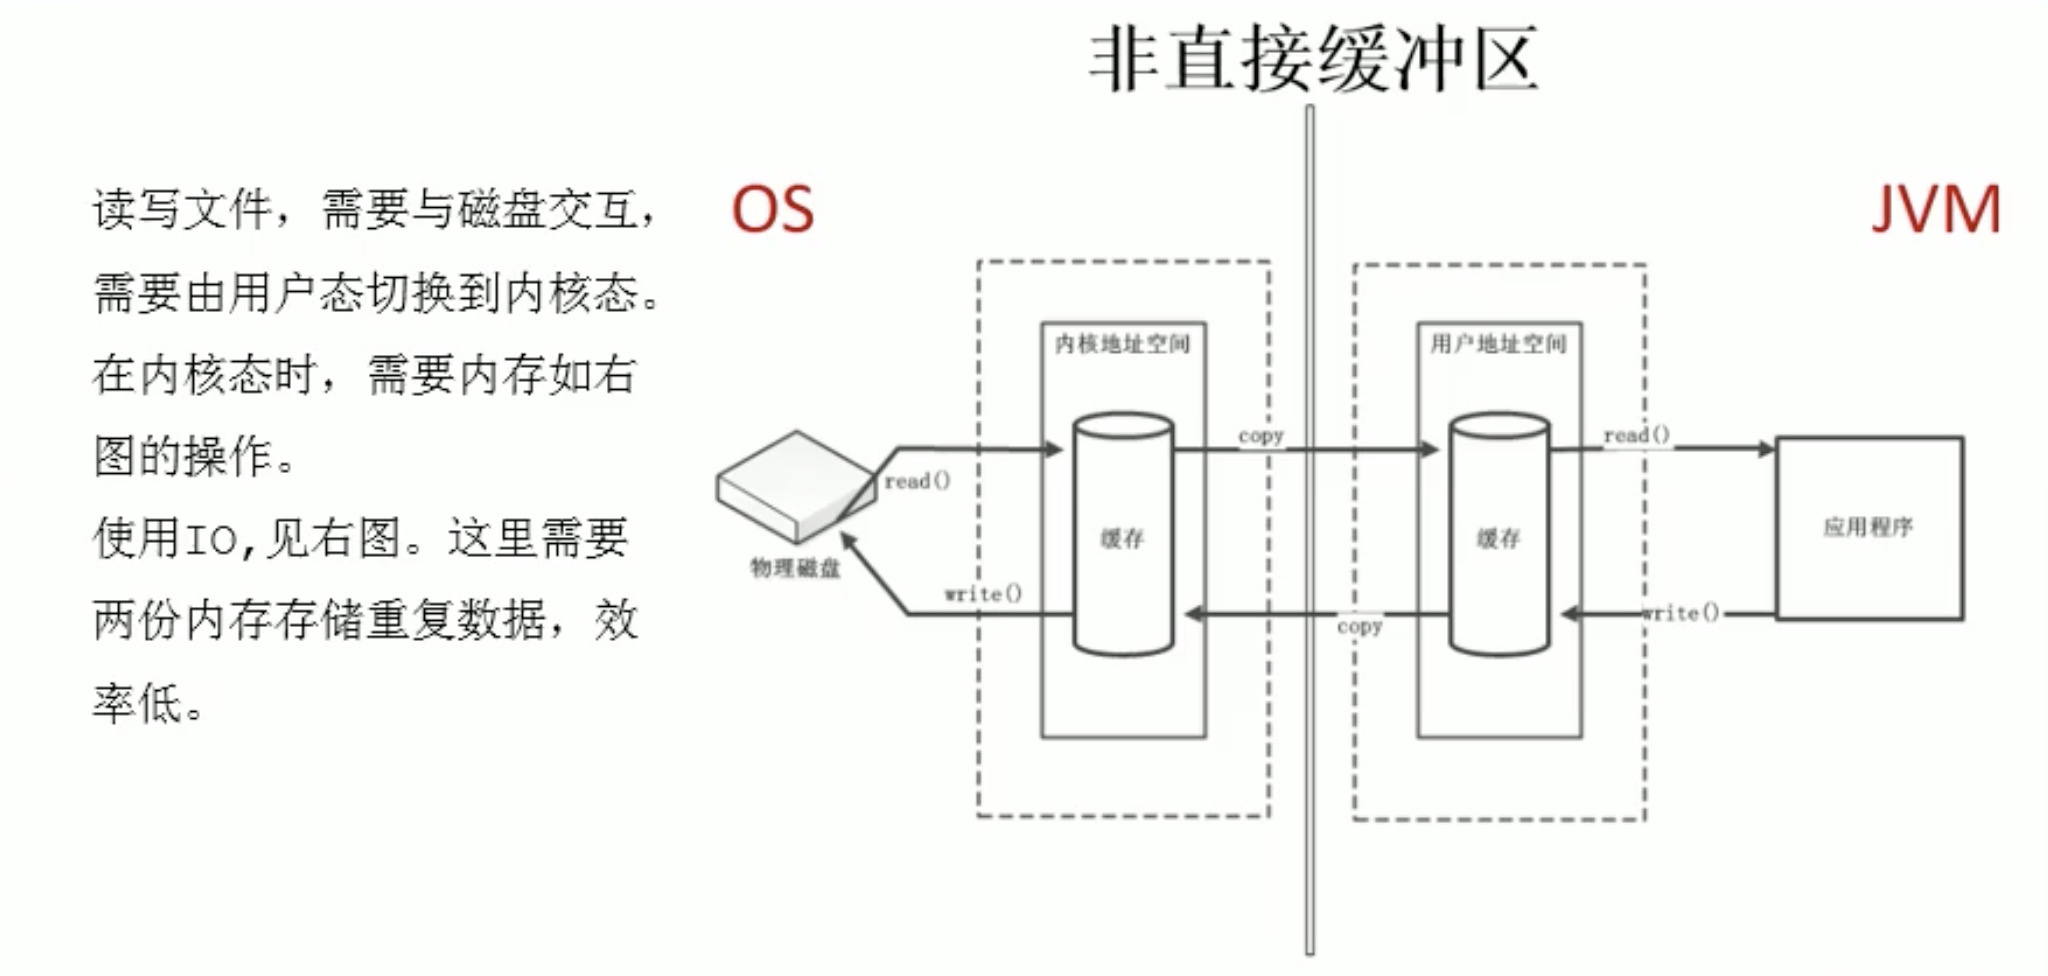 非直接缓冲区
读写文件，需要与磁盘交互，
需要由用户态切换到内核态。
在内核态时，需要内存如右
图的操作。
使用IO,见右图。这里需要
两份内存存储重复数据，效
率低。
OS
JVM
内核地址空间
用户地址空间
copy
read()
read()
缓存
缓存
应用程序
物理磁盘
write()
copy
write()